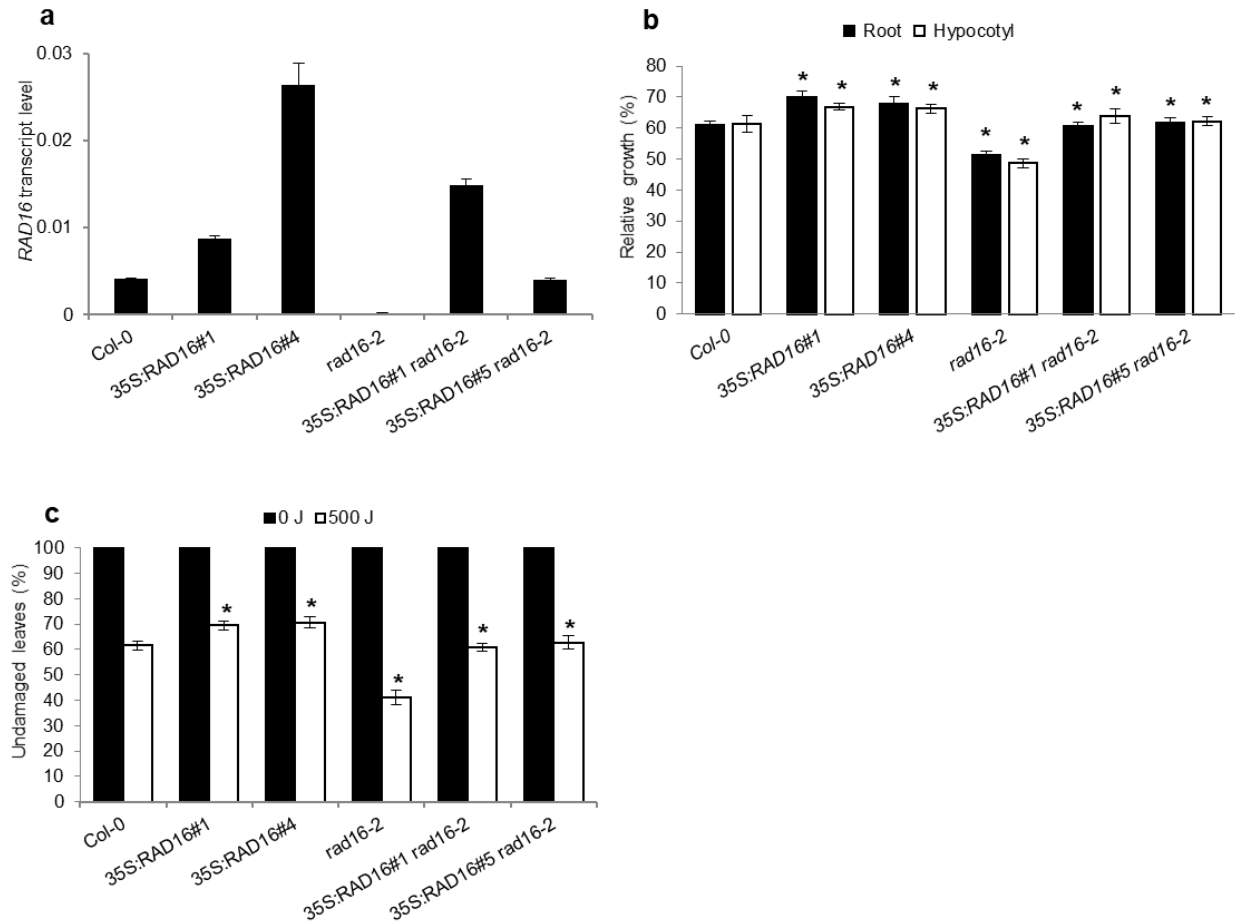 a
RAD16 transcript level
0.03
0.02
0.01
0
Col-0
35S:RAD16#1
35S:RAD16#4
rad16-2
35S:RAD16#1 rad16-2
35S:RAD16#5 rad16-2
b
Root Hypocotyl
Relative growth (%)
80
70
60
50
40
30
20
10
0
* * * * * * * * * *
Col-0
35S:RAD16#1
35S:RAD16#4
rad16-2
35S:RAD16#1 rad16-2
35S:RAD16#5 rad16-2
c
0 J 500 J
Undamaged leaves (%)
100
90
80
70
60
50
40
30
20
10
0
* * * * *
Col-0
35S:RAD16#1
35S:RAD16#4
rad16-2
35S:RAD16#1 rad16-2
35S:RAD16#5 rad16-2